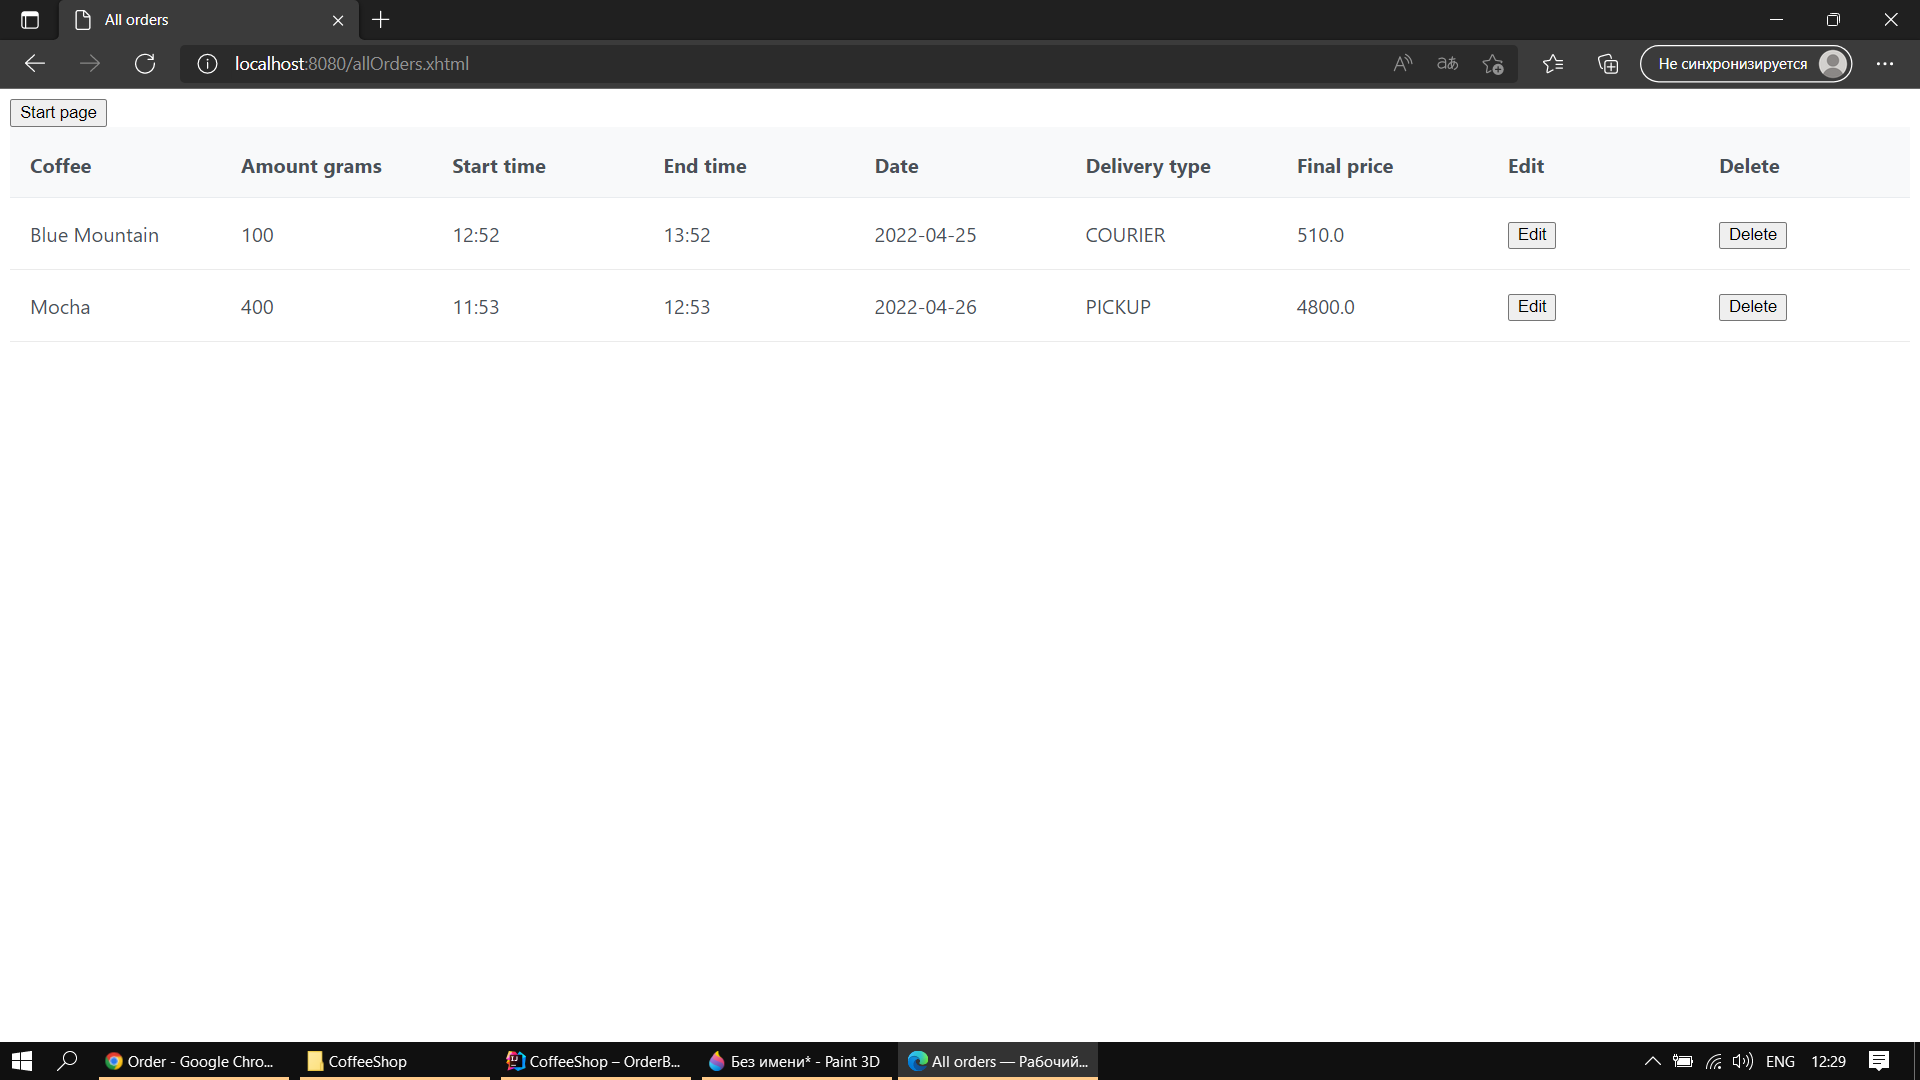 All orders
localhost:8080/allOrders.xhtml
Не синхронизируется
Start page
Coffee Amount grams Start time End time Date Delivery type Final price Edit Delete
Blue Mountain 100 12:52 13:52 2022-04-25 COURIER 510.0 Edit Delete
Mocha 400 11:53 12:53 2022-04-26 PICKUP 4800.0 Edit Delete
Order - Google Chro... CoffeeShop CoffeeShop – OrderB... Без имени* - Paint 3D All orders — Рабочий... ENG 12:29